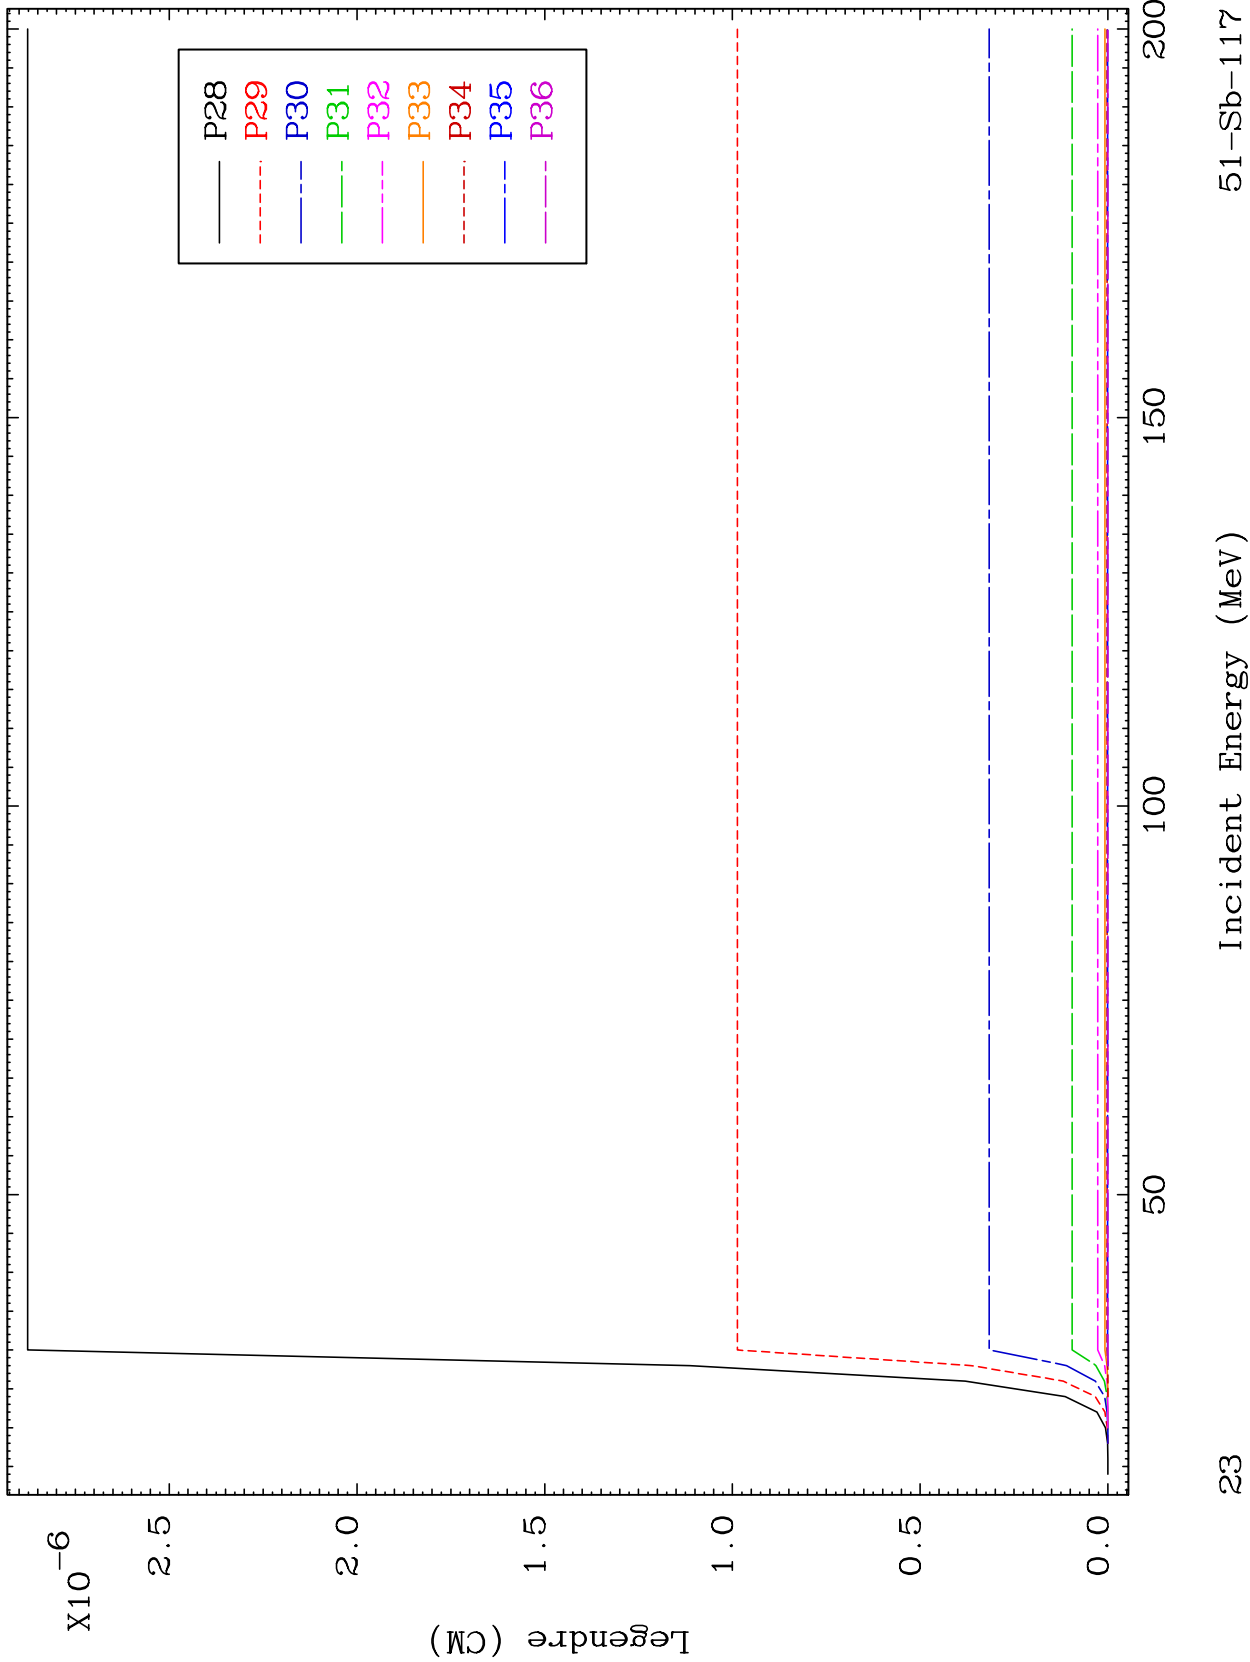 X10⁻⁶
2.5
2.0
1.5
1.0
0.5
0.0
Legendre (CM)
P28
P29
P30
P31
P32
P33
P34
P35
P36
50
100
150
200
Incident Energy (MeV)
23
51-Sb-117